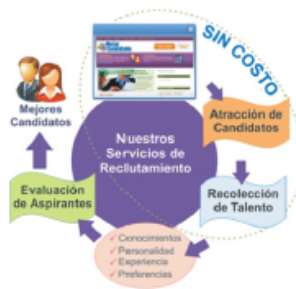 SIN COSTO
Atracción de
Candidatos
Recolección
de Talento
✓ Conocimientos
✓ Personalidad
✓ Experiencia
✓ Preferencias
Evaluación
de Aspirantes
Mejores
Candidatos
Nuestros
Servicios de
Reclutamiento